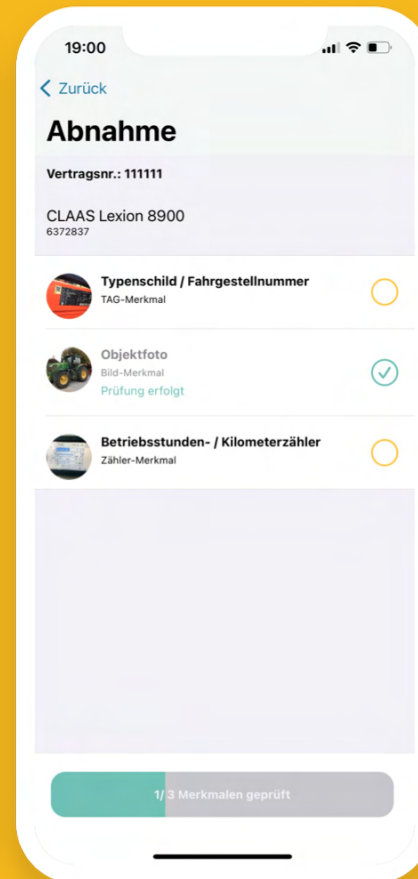 19:00
Zurück
Abnahme
Vertragsnr.: 111111
CLAAS Lexion 8900
6372837
Typenschild / Fahrgestellnummer
TAG-Merkmal
Objektfoto
Bild-Merkmal
Prüfung erfolgt
Betriebsstunden- / Kilometerzähler
Zähler-Merkmal
1/ 3 Merkmalen geprüft